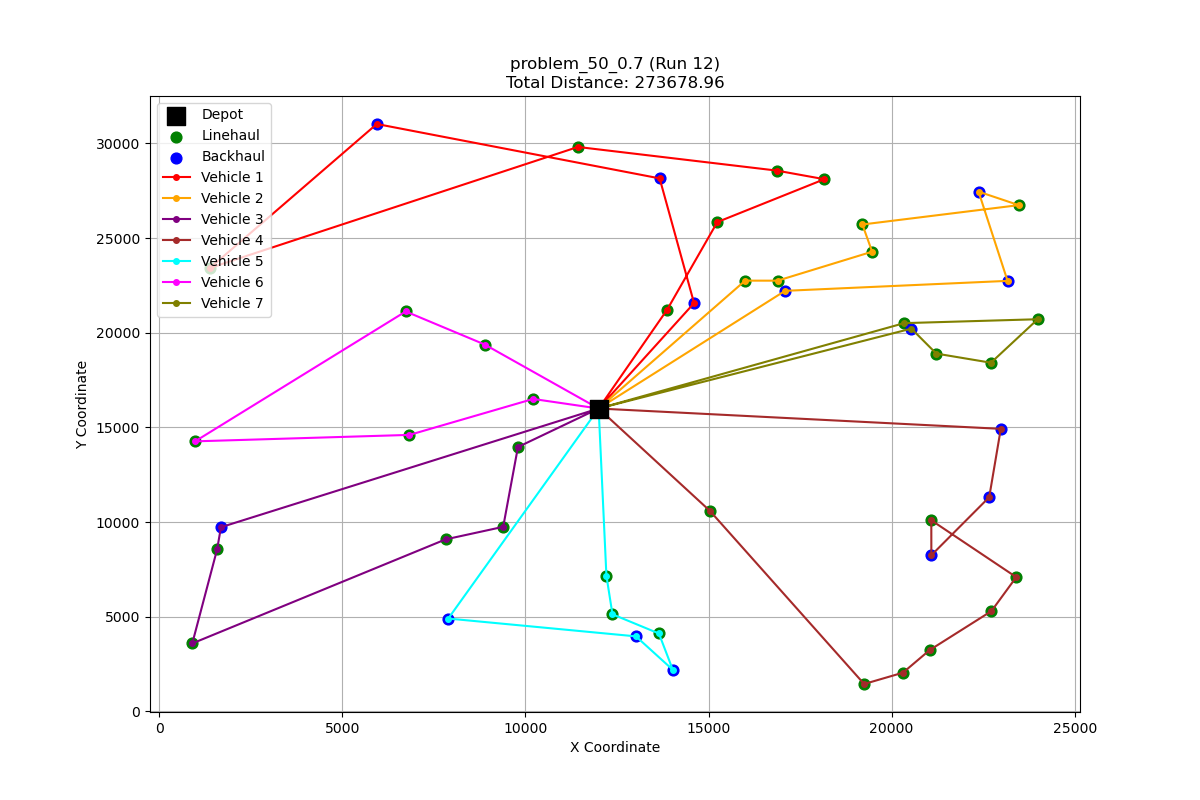 problem_50_0.7 (Run 12)
Total Distance: 273678.96
Depot
Linehaul
Backhaul
Vehicle 1
Vehicle 2
Vehicle 3
Vehicle 4
Vehicle 5
Vehicle 6
Vehicle 7
30000
25000
20000
15000
10000
5000
0
Y Coordinate
0
5000
10000
15000
20000
25000
X Coordinate